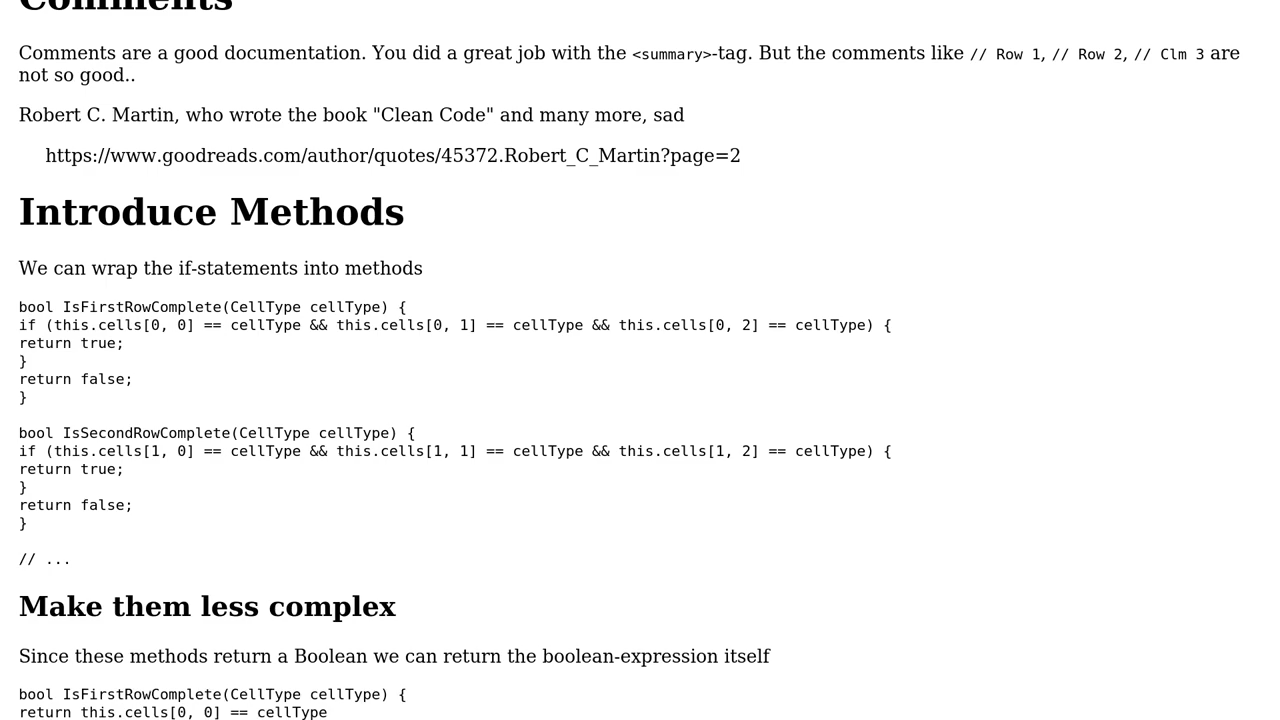 Comments
Comments are a good documentation. You did a great job with the <summary>-tag. But the comments like // Row 1, // Row 2, // Clm 3 are
not so good..
Robert C. Martin, who wrote the book "Clean Code" and many more, sad
https://www.goodreads.com/author/quotes/45372.Robert_C_Martin?page=2
Introduce Methods
We can wrap the if-statements into methods
bool IsFirstRowComplete(CellType cellType) {
if (this.cells[0, 0] == cellType && this.cells[0, 1] == cellType && this.cells[0, 2] == cellType) {
return true;
}
return false;
}
bool IsSecondRowComplete(CellType cellType) {
if (this.cells[1, 0] == cellType && this.cells[1, 1] == cellType && this.cells[1, 2] == cellType) {
return true;
}
return false;
}
// ...
Make them less complex
Since these methods return a Boolean we can return the boolean-expression itself
bool IsFirstRowComplete(CellType cellType) {
return this.cells[0, 0] == cellType